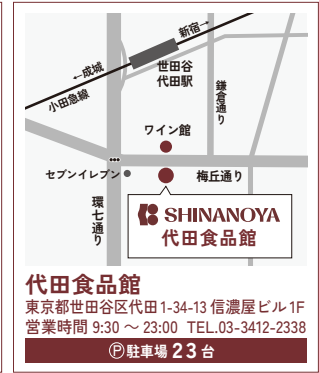 新宿→
←成城
世田谷
代田駅
小田急線
鎌倉通り
ワイン館
セブンイレブン
梅丘通り
環七通り
SHINANOYA
代田食品館
代田食品館
東京都世田谷区代田1-34-13 信濃屋ビル1F
営業時間 9:30 〜 23:00 TEL.03-3412-2338
Ⓟ駐車場 23 台